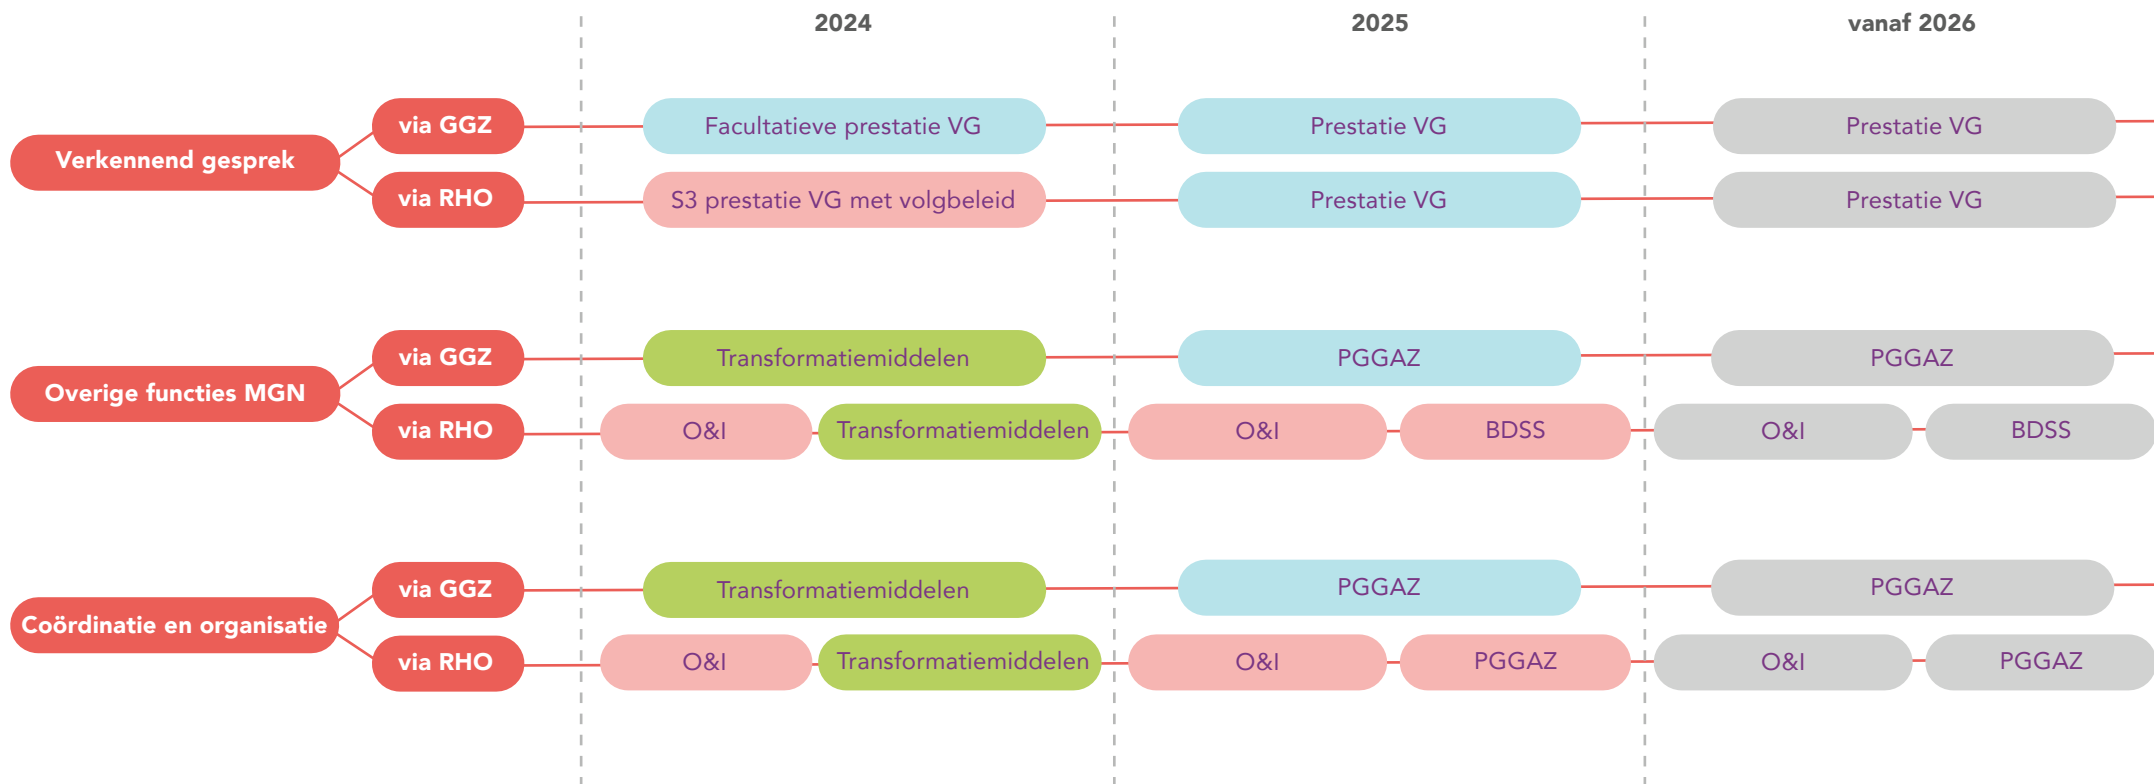 2024
2025
vanaf 2026
Verkennend gesprek
via GGZ
Facultatieve prestatie VG
Prestatie VG
Prestatie VG
via RHO
S3 prestatie VG met volgbeleid
Prestatie VG
Prestatie VG
Overige functies MGN
via GGZ
Transformatiemiddelen
PGGAZ
PGGAZ
via RHO
O&I
Transformatiemiddelen
O&I
BDSS
O&I
BDSS
Coördinatie en organisatie
via GGZ
Transformatiemiddelen
PGGAZ
PGGAZ
via RHO
O&I
Transformatiemiddelen
O&I
PGGAZ
O&I
PGGAZ